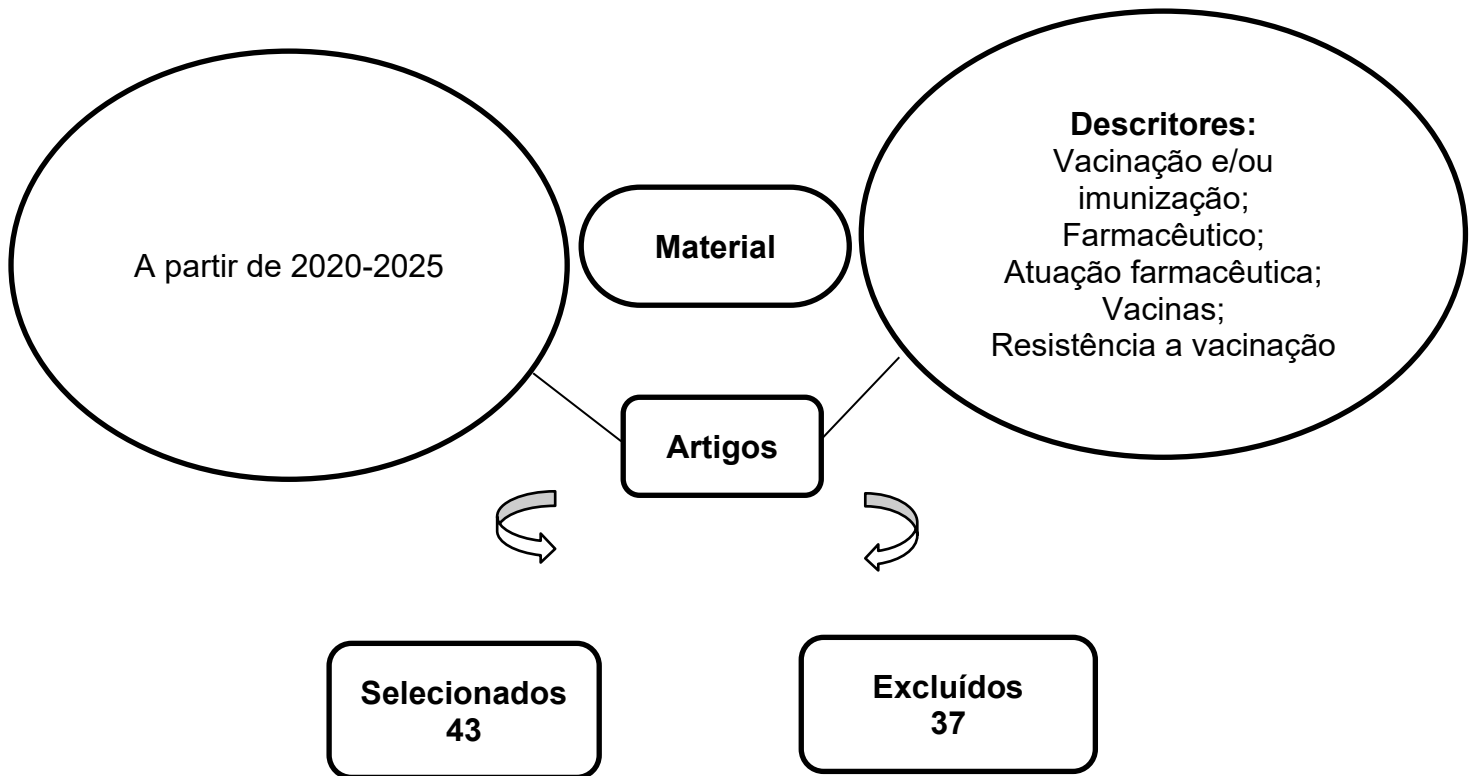 A partir de 2020-2025
Material
Descritores:
Vacinação e/ou
imunização;
Farmacêutico;
Atuação farmacêutica;
Vacinas;
Resistência a vacinação
Artigos
Selecionados
43
Excluídos
37